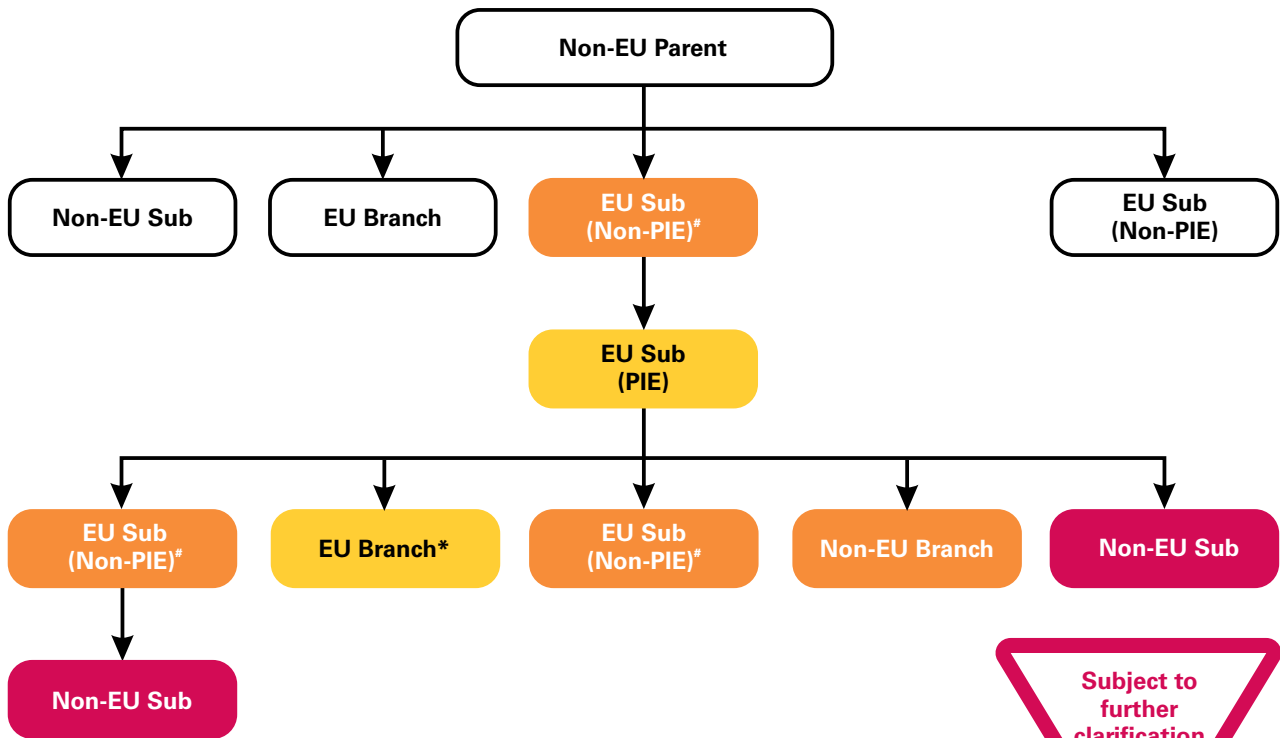 Non-EU Parent
Non-EU Sub
EU Branch
EU Sub
(Non-PIE)#
EU Sub
(Non-PIE)
EU Sub
(PIE)
EU Sub
(Non-PIE)#
EU Branch*
EU Sub
(Non-PIE)#
Non-EU Branch
Non-EU Sub
Non-EU Sub
Subject to
further
clarification